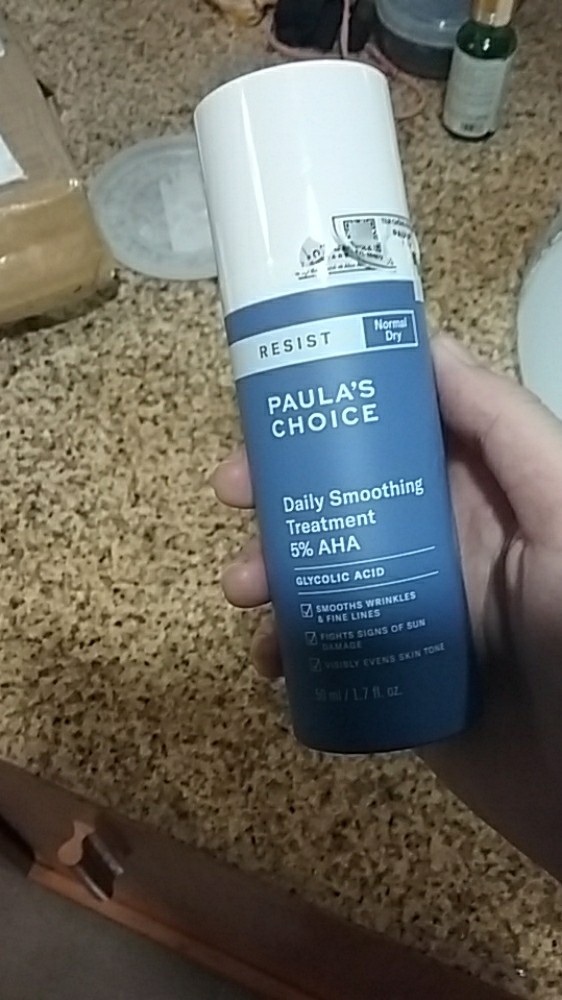 RESIST
Normal
Dry
PAULA'S
CHOICE
Daily Smoothing
Treatment
5% AHA
GLYCOLIC ACID
SMOOTHS WRINKLES
& FINE LINES
FIGHTS SIGNS OF SUN
DAMAGE
VISIBLY EVENS SKIN TONE
50 ml / 1.7 fl. oz.